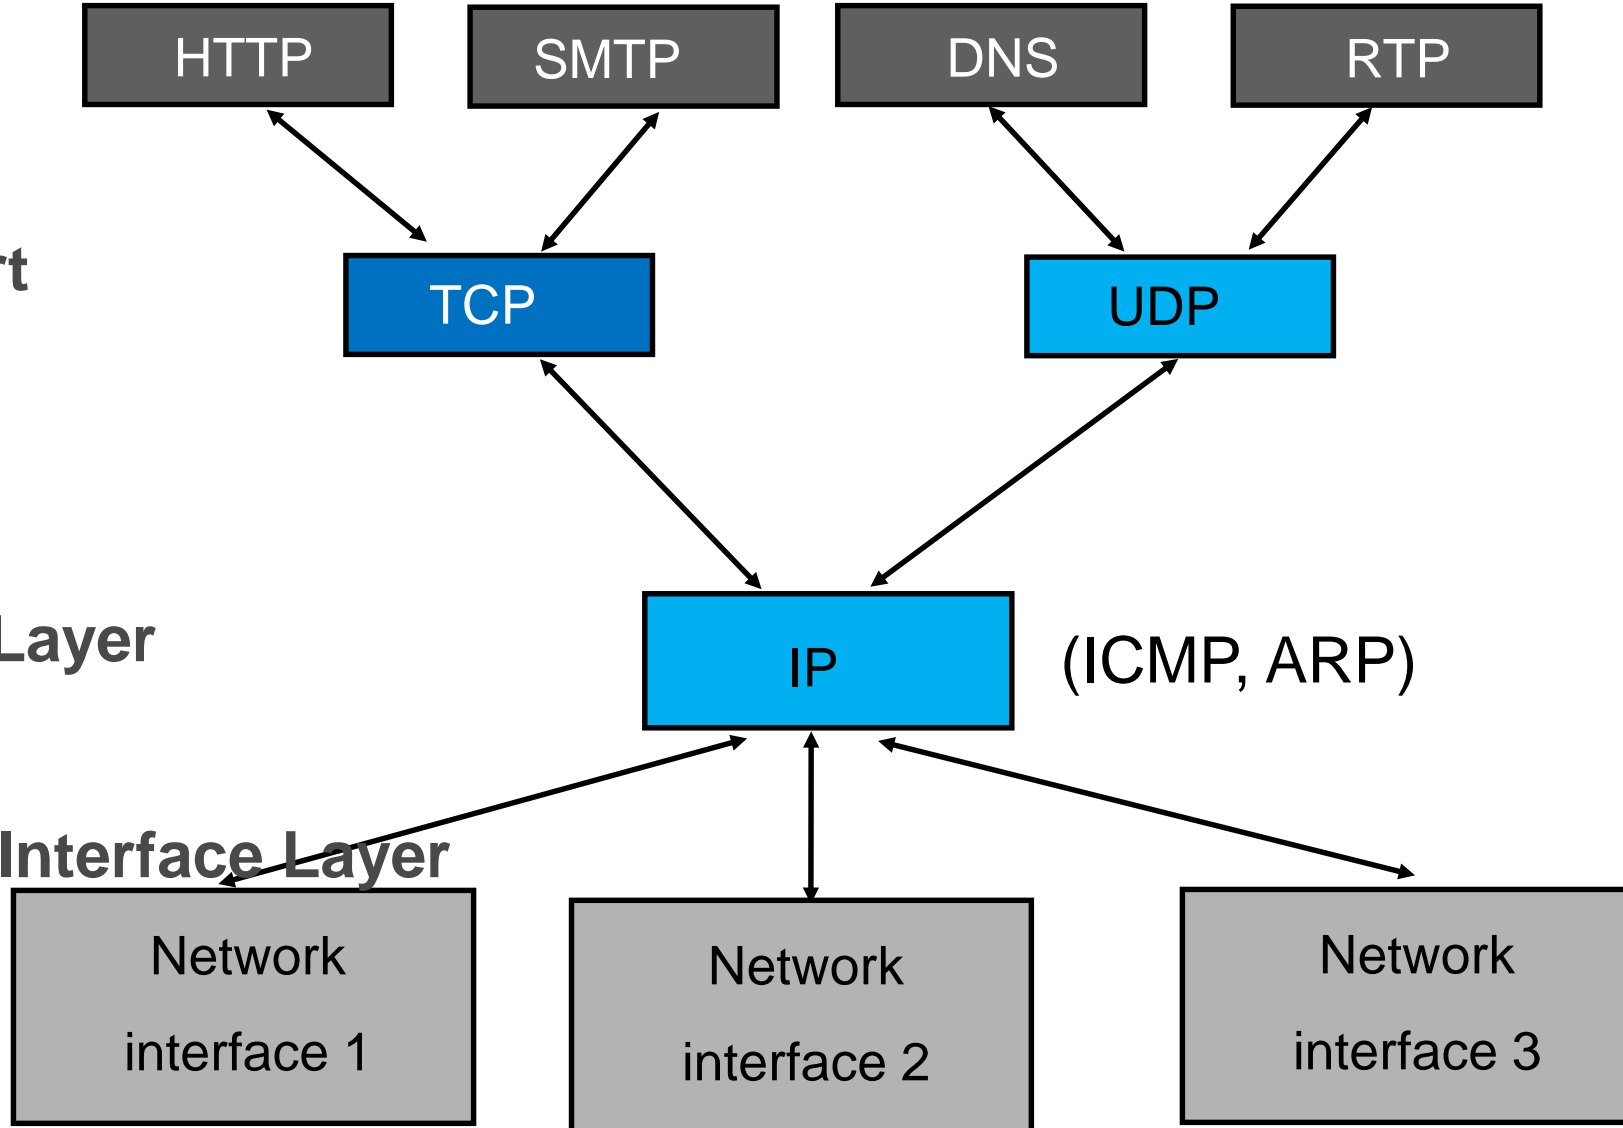 HTTP SMTP DNS RTP
rt
TCP UDP
Layer
IP (ICMP, ARP)
Interface Layer
Network
interface 1
Network
interface 2
Network
interface 3